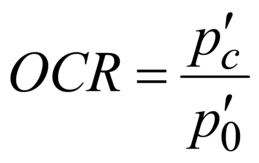 OCR = p′c / p′0